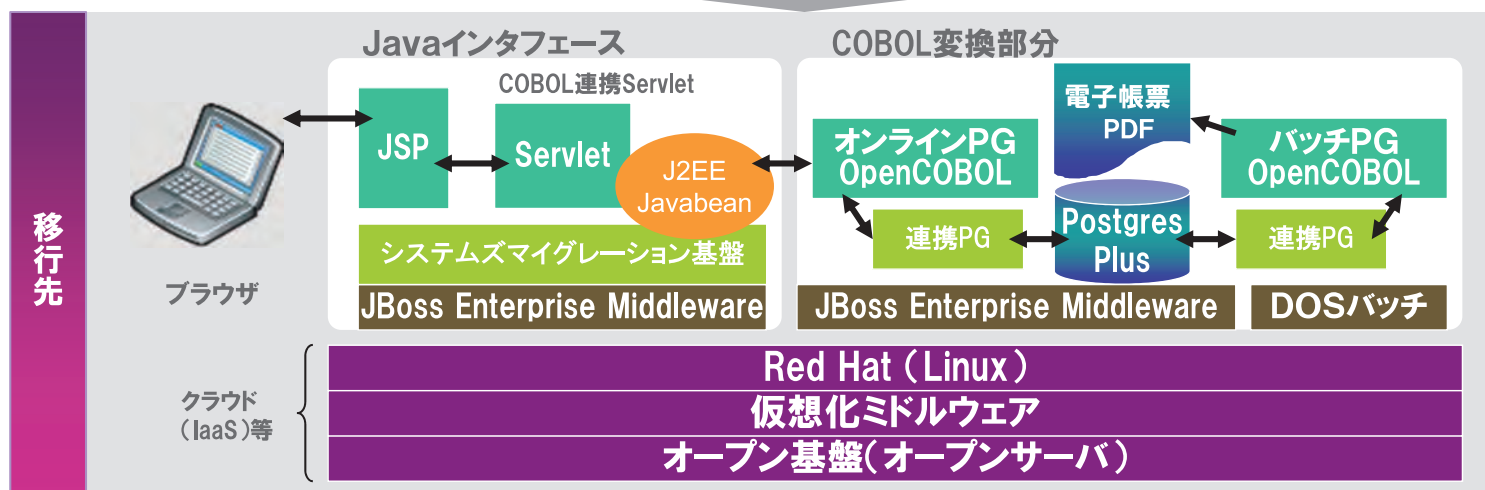 移行先
Javaインタフェース
COBOL変換部分
COBOL連携Servlet
JSP
Servlet
J2EE
Javabean
システムズマイグレーション基盤
JBoss Enterprise Middleware
ブラウザ
オンラインPG
OpenCOBOL
電子帳票
PDF
バッチPG
OpenCOBOL
連携PG
Postgres
Plus
連携PG
JBoss Enterprise Middleware
DOSバッチ
クラウド
(IaaS)等
Red Hat(Linux)
仮想化ミドルウェア
オープン基盤(オープンサーバ)